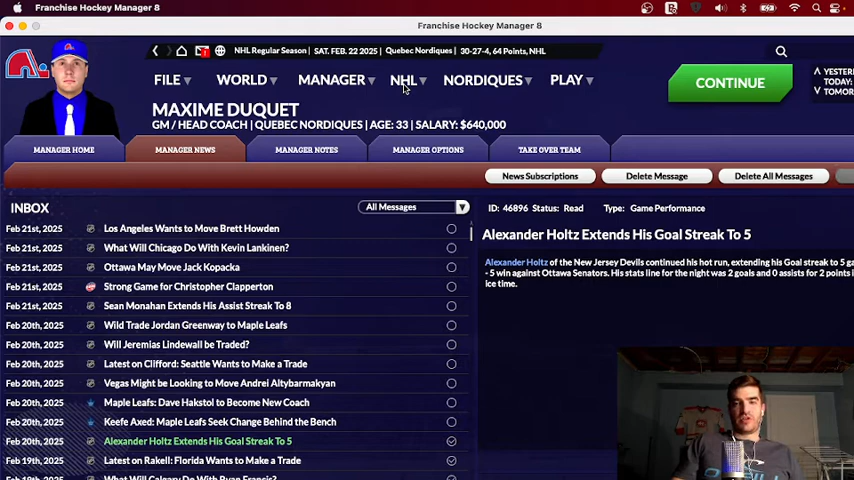 Franchise Hockey Manager 8
Franchise Hockey Manager 8
NHL Regular Season | SAT. FEB. 22 2025 | Quebec Nordiques | 30-27-4, 64 Points, NHL
FILE WORLD MANAGER NHL NORDIQUES PLAY CONTINUE
YESTER
TODAY:
TOMOR
MAXIME DUQUET
GM / HEAD COACH | QUEBEC NORDIQUES | AGE: 33 | SALARY: $640,000
MANAGER HOME MANAGER NEWS MANAGER NOTES MANAGER OPTIONS TAKE OVER TEAM
News Subscriptions Delete Message Delete All Messages
INBOX All Messages
Feb 21st, 2025 Los Angeles Wants to Move Brett Howden
Feb 21st, 2025 What Will Chicago Do With Kevin Lankinen?
Feb 21st, 2025 Ottawa May Move Jack Kopacka
Feb 21st, 2025 Strong Game for Christopher Clapperton
Feb 21st, 2025 Sean Monahan Extends His Assist Streak To 8
Feb 20th, 2025 Wild Trade Jordan Greenway to Maple Leafs
Feb 20th, 2025 Will Jeremias Lindewall be Traded?
Feb 20th, 2025 Latest on Clifford: Seattle Wants to Make a Trade
Feb 20th, 2025 Vegas Might be Looking to Move Andrei Altybarmakyan
Feb 20th, 2025 Maple Leafs: Dave Hakstol to Become New Coach
Feb 20th, 2025 Keefe Axed: Maple Leafs Seek Change Behind the Bench
Feb 20th, 2025 Alexander Holtz Extends His Goal Streak To 5
Feb 19th, 2025 Latest on Rakell: Florida Wants to Make a Trade
Feb 19th, 2025 What Will Calgary Do With Ryan Francis?
ID: 46896 Status: Read Type: Game Performance
Alexander Holtz Extends His Goal Streak To 5
Alexander Holtz of the New Jersey Devils continued his hot run, extending his Goal streak to 5 ga
- 5 win against Ottawa Senators. His stats line for the night was 2 goals and 0 assists for 2 points i
ice time.